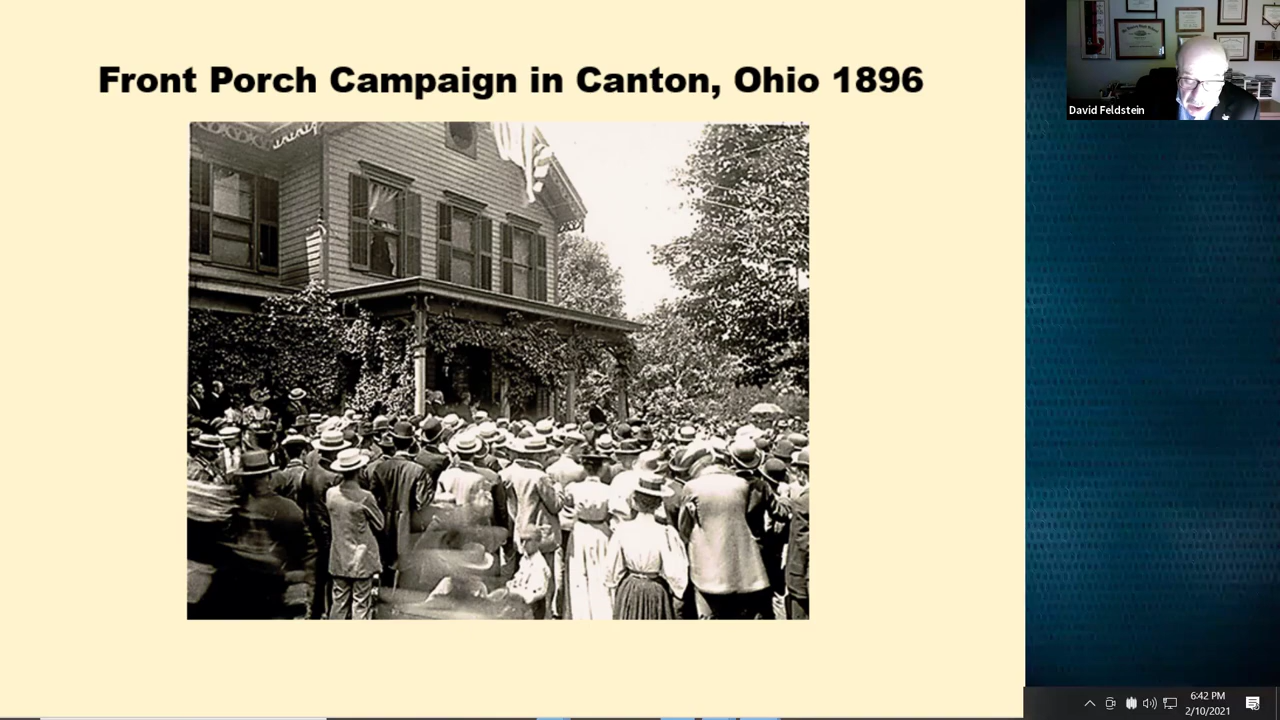 Front Porch Campaign in Canton, Ohio 1896
David Feldstein
6:42 PM
2/10/2021